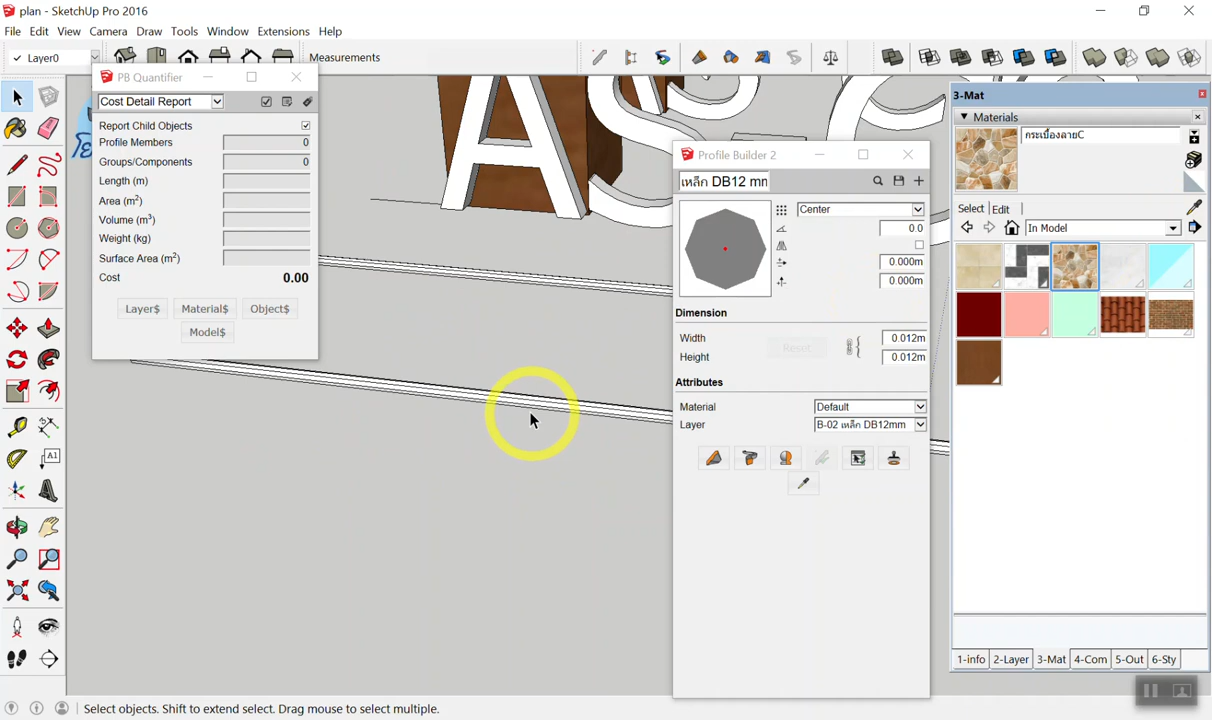 plan - SketchUp Pro 2016
File Edit View Camera Draw Tools Window Extensions Help
Layer0
Measurements
PB Quantifier
Cost Detail Report
Report Child Objects
Profile Members 0
Groups/Components 0
Length (m)
Area (m²)
Volume (m³)
Weight (kg)
Surface Area (m²)
Cost 0.00
Layer$ Material$ Object$
Model$
A S C
Profile Builder 2
เหล็ก DB12 mm
Center
0.0
0.000m
0.000m
Dimension
Width 0.012m
Reset
Height 0.012m
Attributes
Material Default
Layer B-02 เหล็ก DB12mm
3-Mat
Materials
กระเบื้องลายC
Select Edit
In Model
1-info 2-Layer 3-Mat 4-Com 5-Out 6-Sty
A1
Select objects. Shift to extend select. Drag mouse to select multiple.